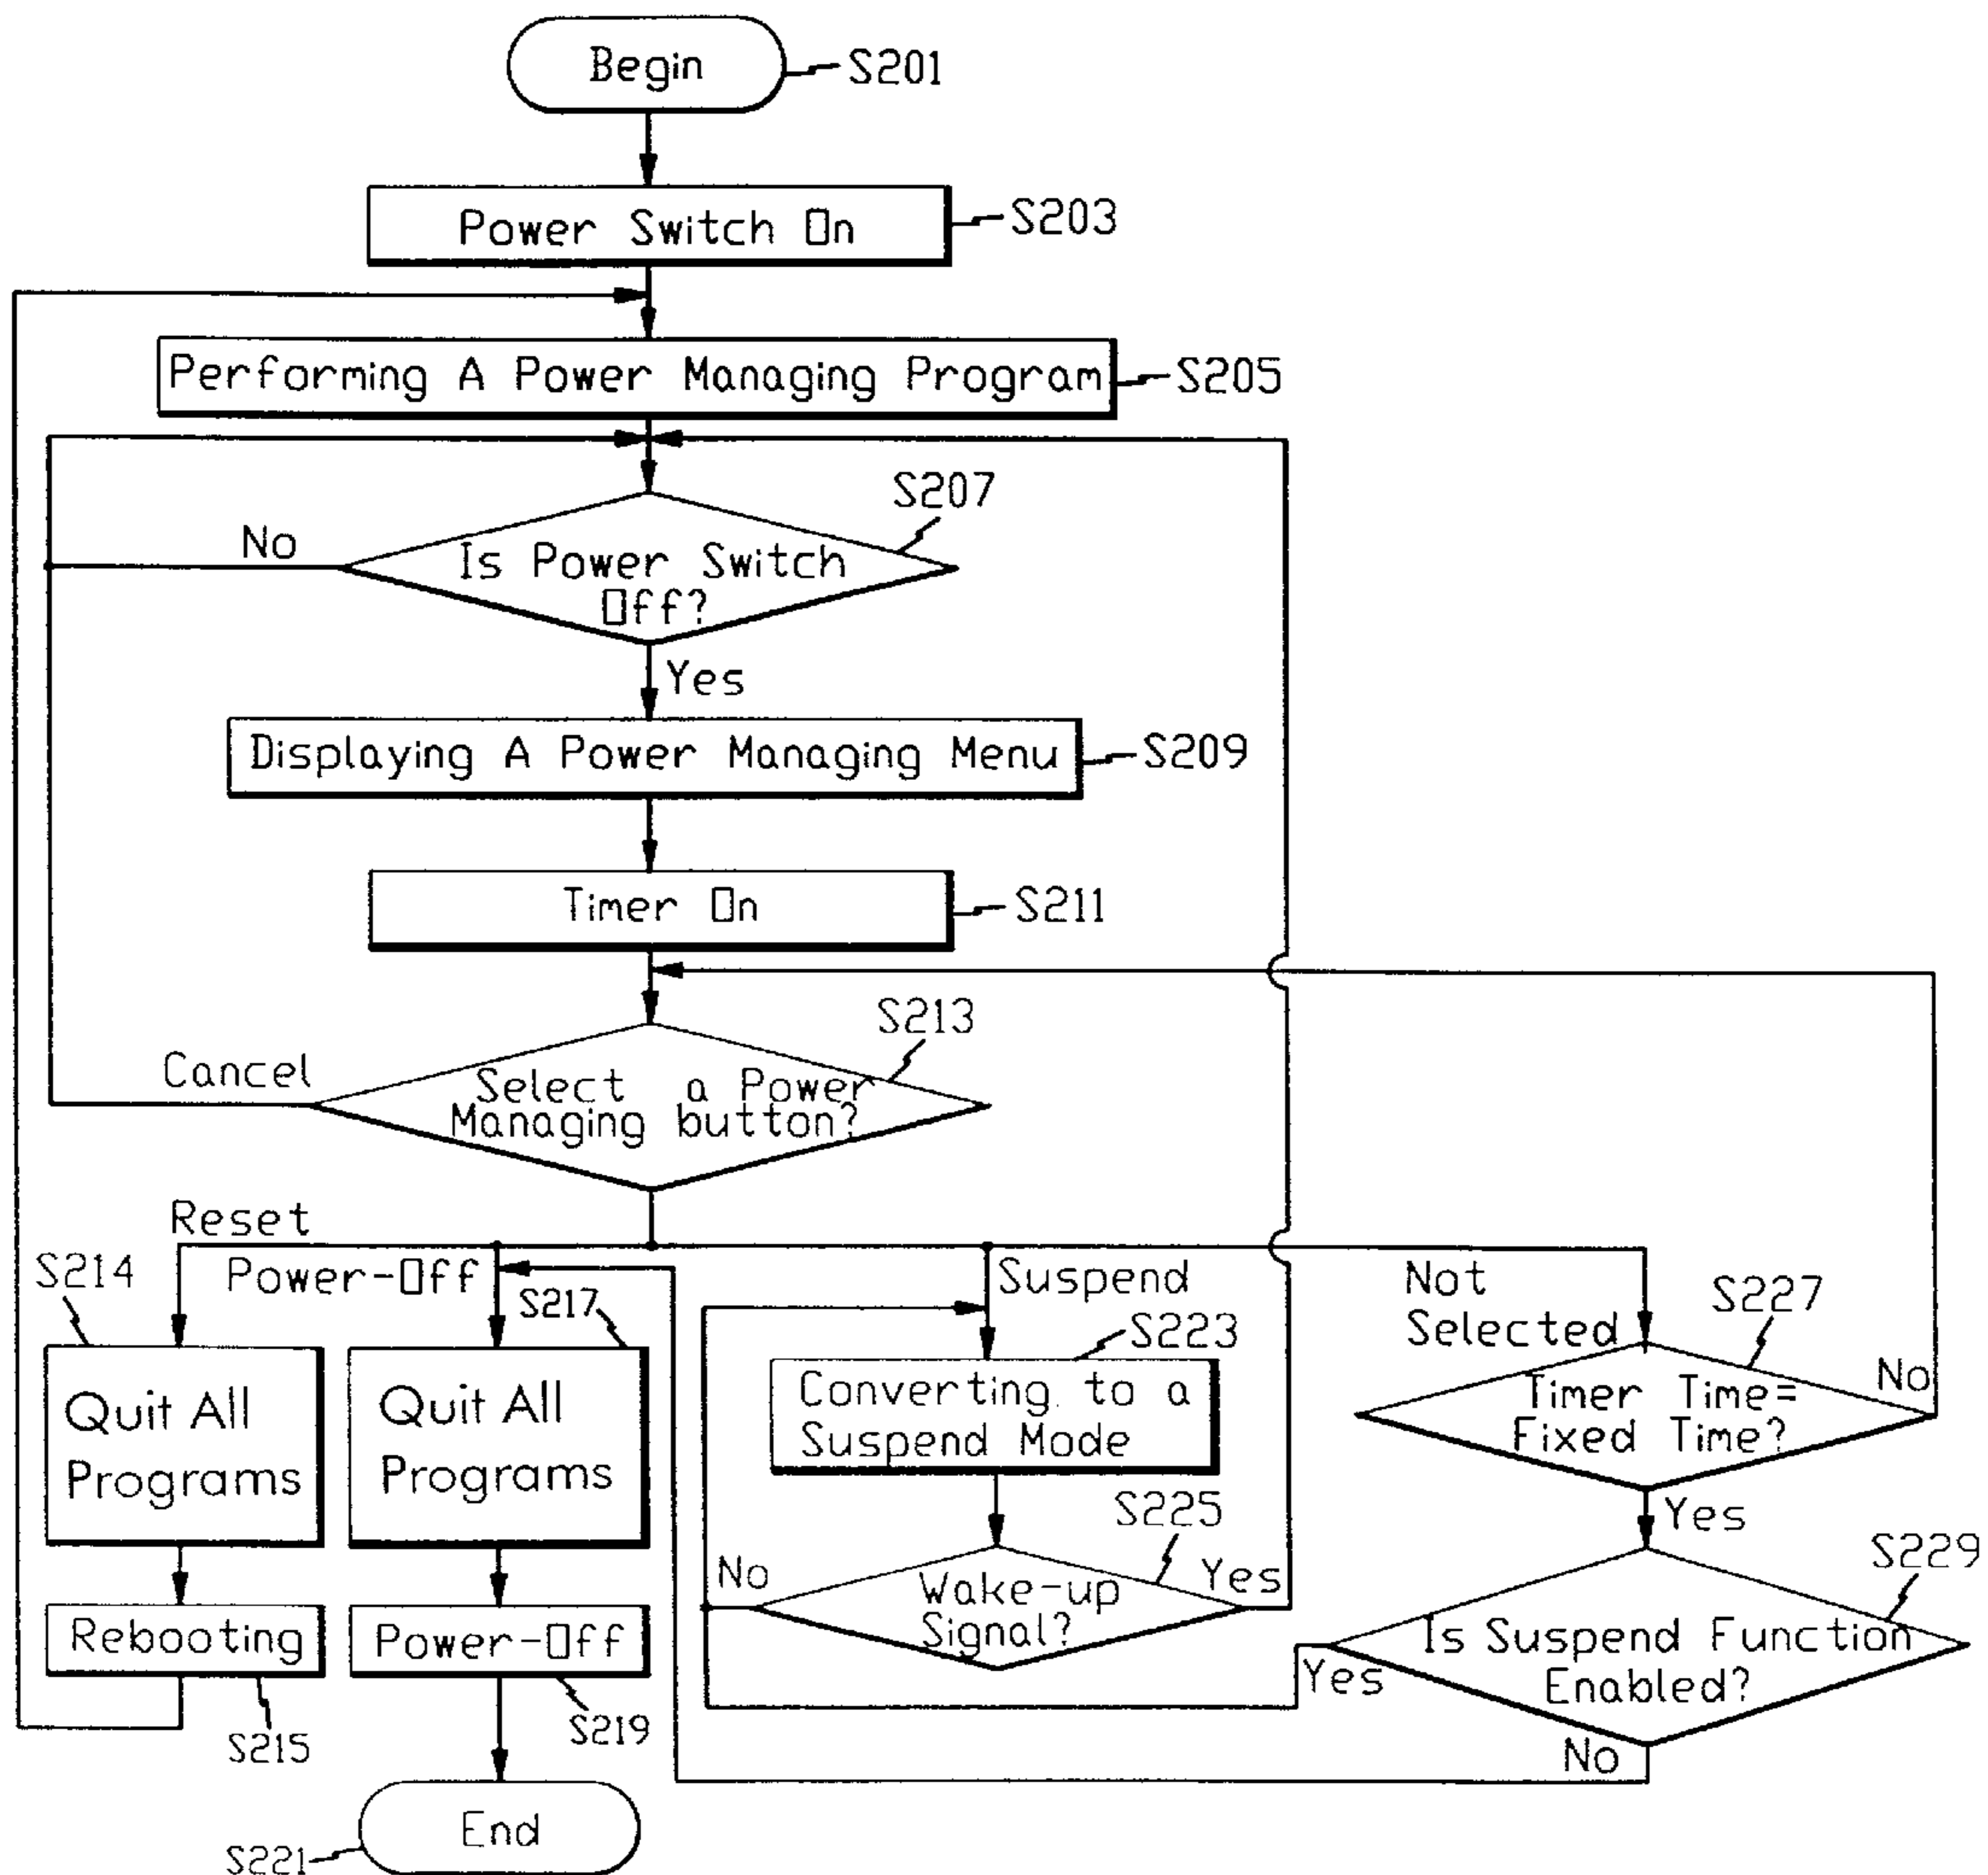 Begin
S201
Power Switch On
S203
Performing A Power Managing Program
S205
S207
No
Is Power Switch
Off?
Yes
Displaying A Power Managing Menu
S209
Timer On
S211
S213
Cancel
Select a Power
Managing button?
Reset
S214
Power-Off
S217
Suspend
Not
Selected
S227
S223
Quit All
Programs
Quit All
Programs
Converting to a
Suspend Mode
Timer Time=
Fixed Time?
No
Yes
S225
S229
No
Wake-up
Signal?
Yes
Rebooting
Power-Off
Is Suspend Function
Enabled?
Yes
S215
S219
No
End
S221